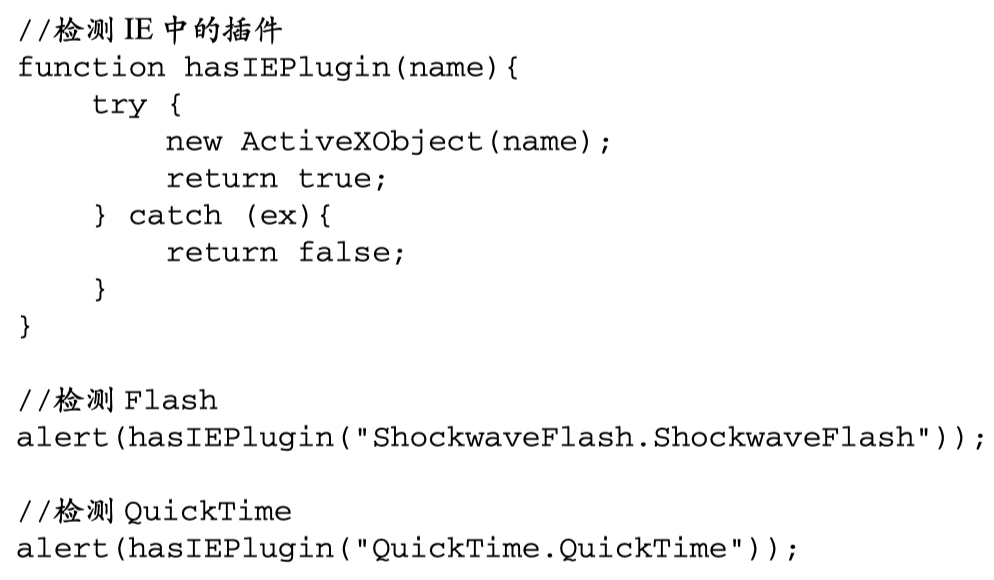 //检测 IE 中的插件
function hasIEPlugin(name){
    try {
        new ActiveXObject(name);
        return true;
    } catch (ex){
        return false;
    }
}

//检测 Flash
alert(hasIEPlugin("ShockwaveFlash.ShockwaveFlash"));

//检测 QuickTime
alert(hasIEPlugin("QuickTime.QuickTime"));